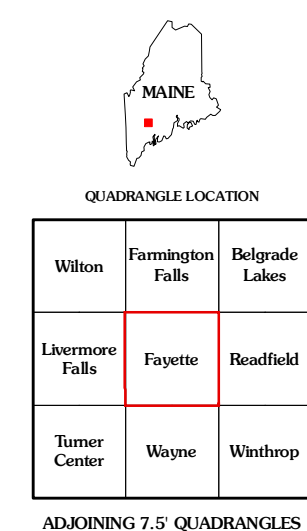 MAINE
QUADRANGLE LOCATION
Wilton
Farmington
Falls
Belgrade
Lakes
Livermore
Falls
Fayette
Readfield
Turner
Center
Wayne
Winthrop
ADJOINING 7.5' QUADRANGLES